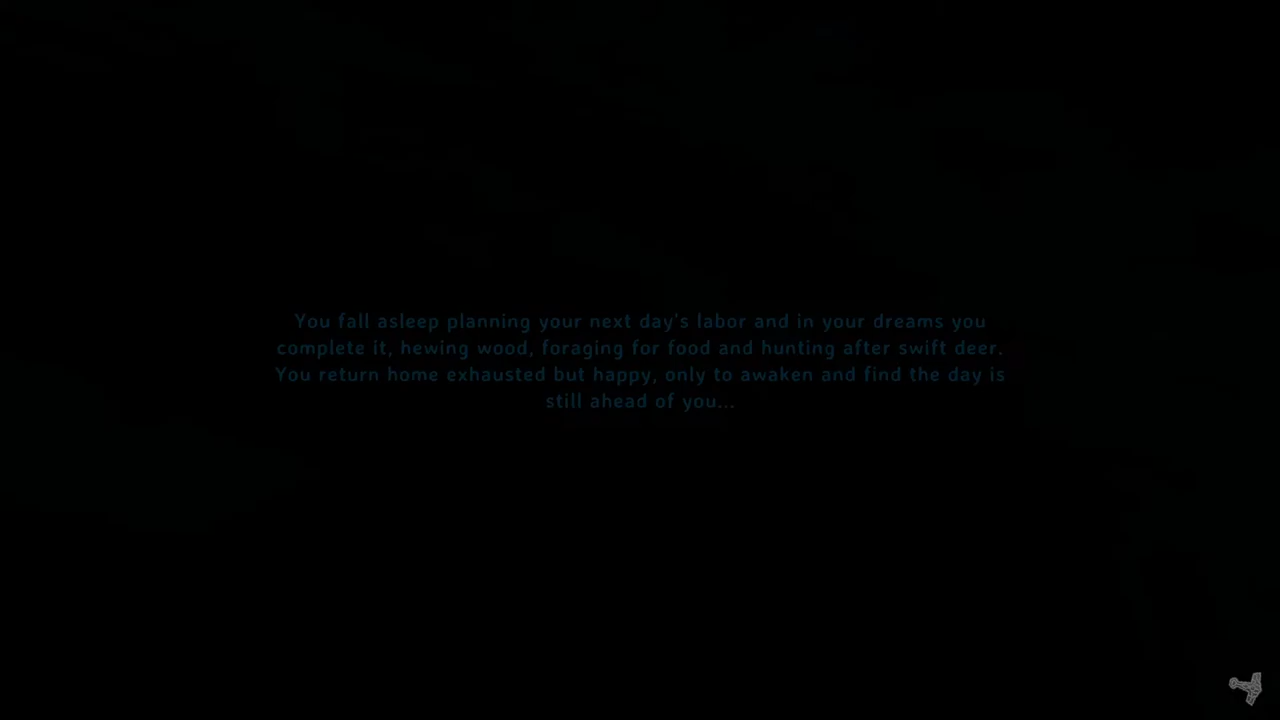 You fall asleep planning your next day's labor and in your dreams you
complete it, hewing wood, foraging for food and hunting after swift deer.
You return home exhausted but happy, only to awaken and find the day is
still ahead of you...